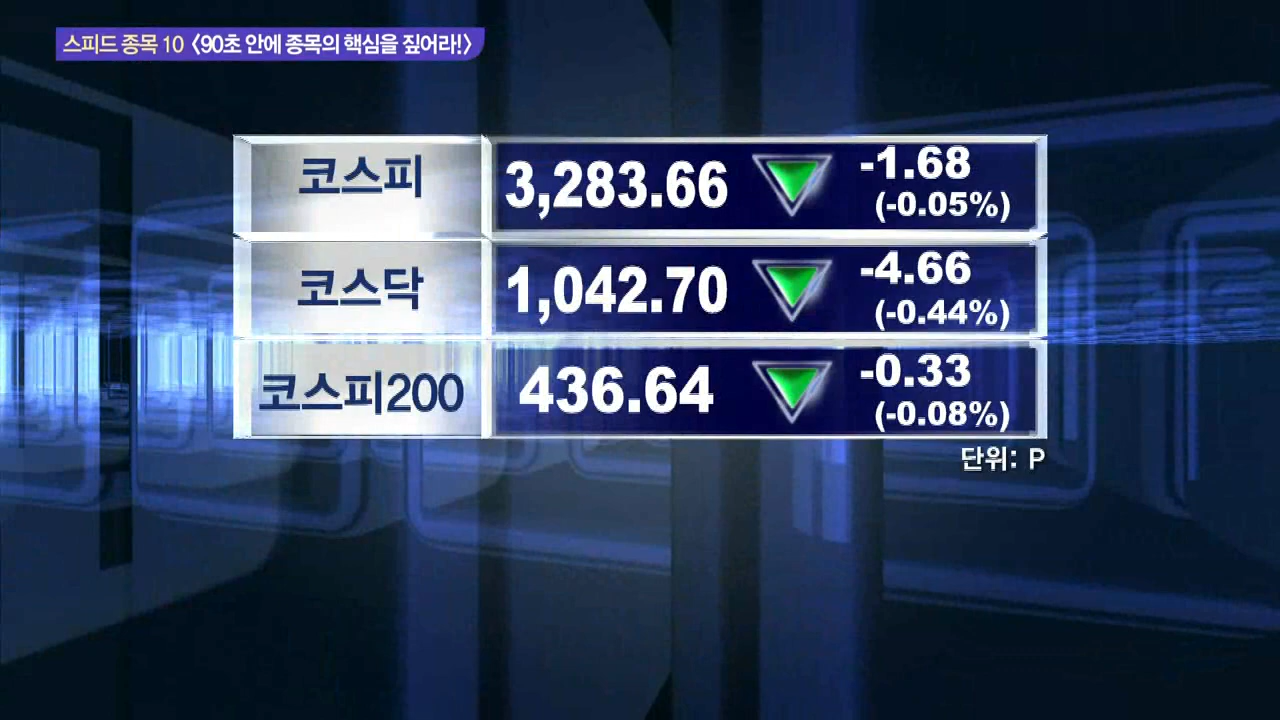 스피드 종목 10 <90초 안에 종목의 핵심을 짚어라!>
코스피 3,283.66 -1.68 (-0.05%)
코스닥 1,042.70 -4.66 (-0.44%)
코스피200 436.64 -0.33 (-0.08%)
단위: P